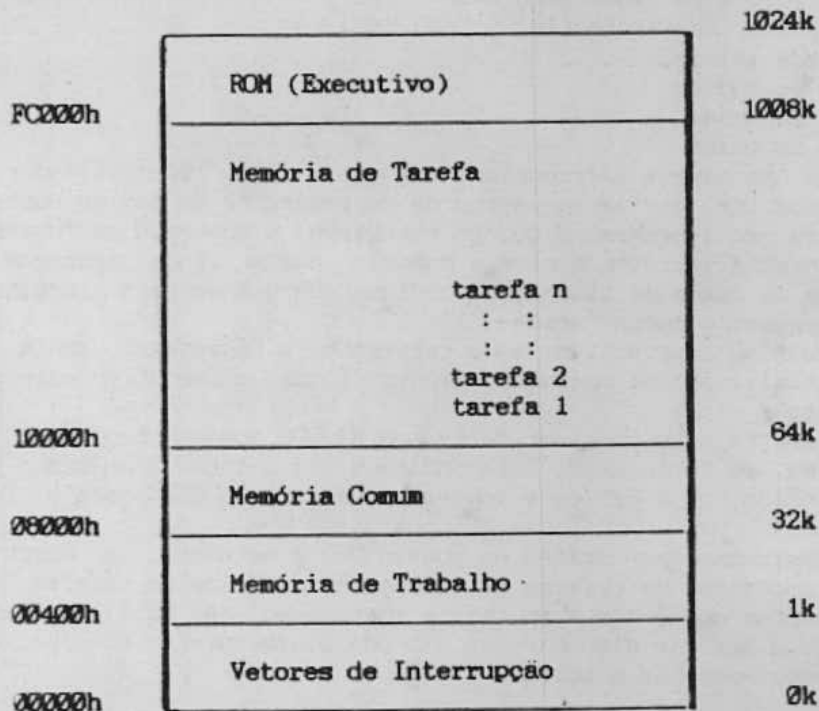 1024k
ROM (Executivo)
FC000h 1008k
Memória de Tarefa
tarefa n
: :
: :
tarefa 2
tarefa 1
10000h 64k
Memória Comum
08000h 32k
Memória de Trabalho
00400h 1k
Vetores de Interrupção
00000h 0k